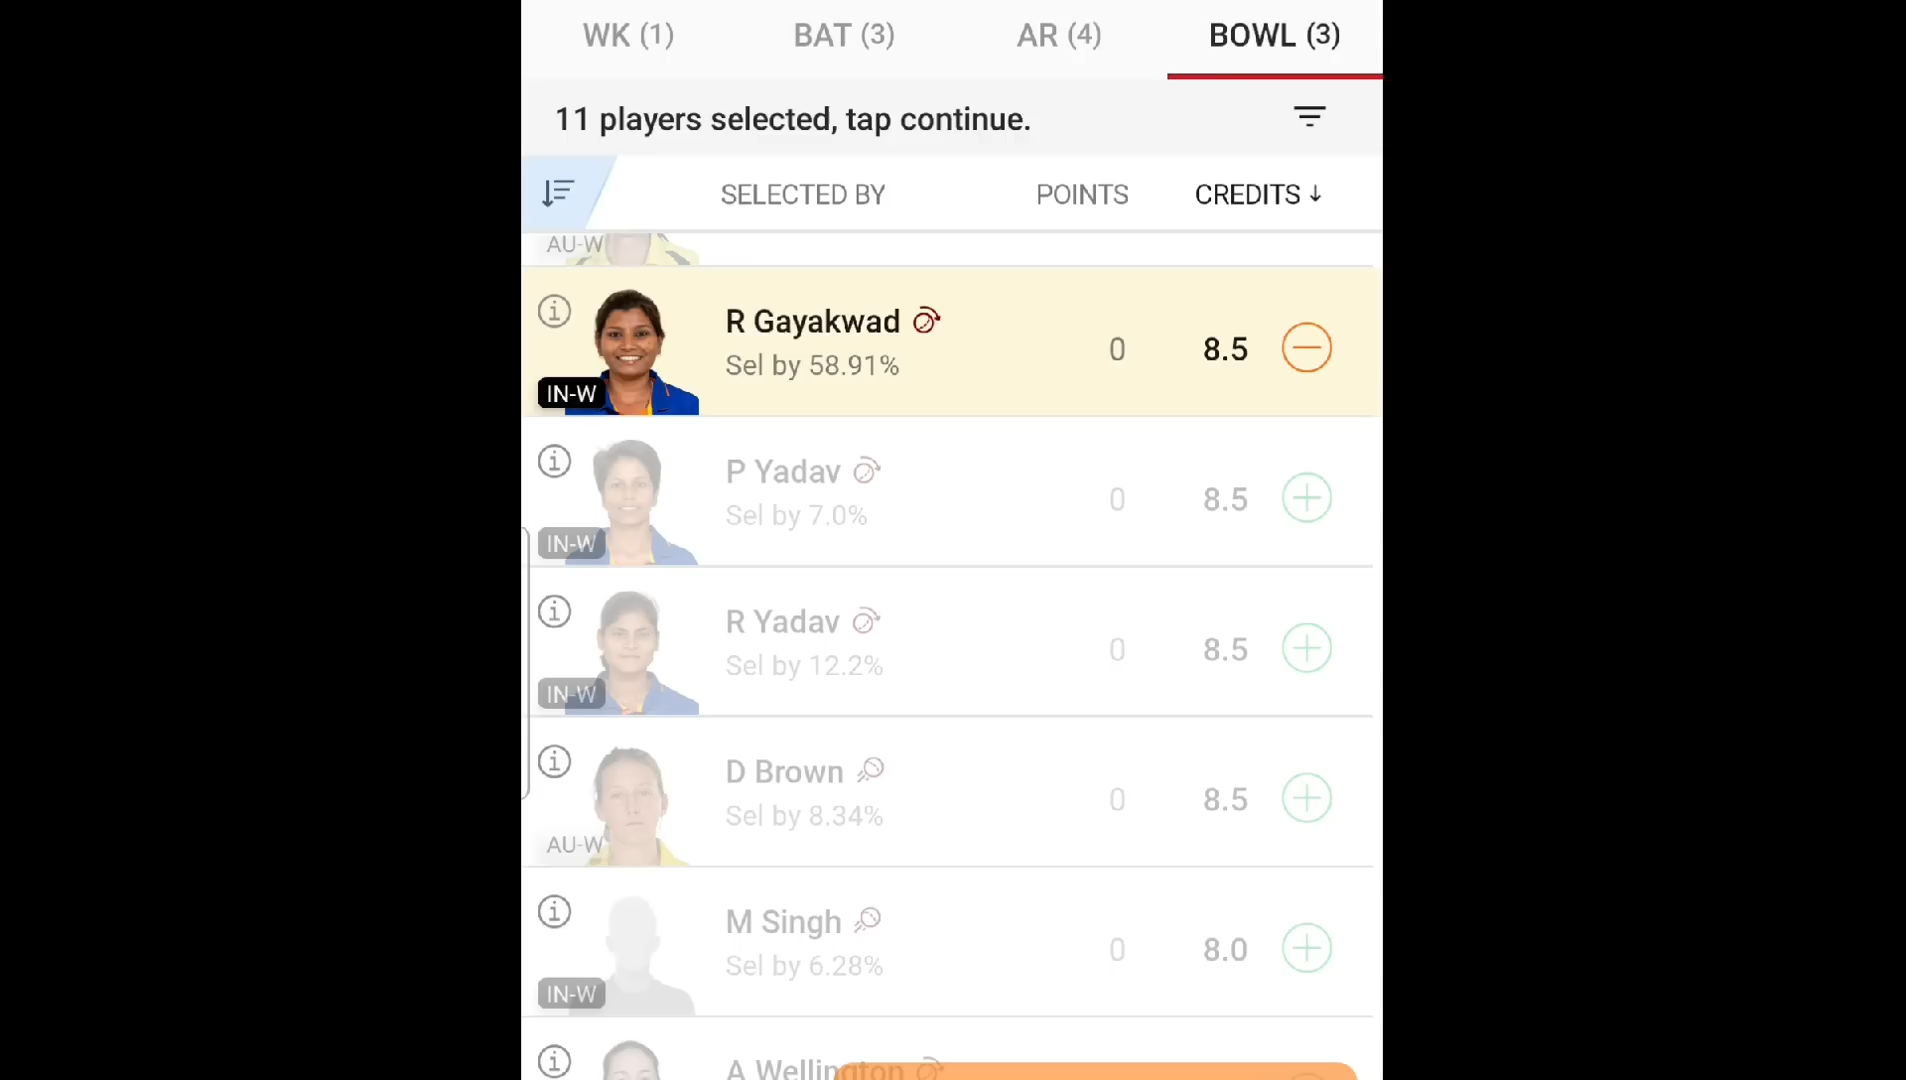 WK (1) BAT (3) AR (4) BOWL (3)
11 players selected, tap continue.
SELECTED BY POINTS CREDITS ↓
AU-W
R Gayakwad
Sel by 58.91% 0 8.5
IN-W
P Yadav
Sel by 7.0% 0 8.5
IN-W
R Yadav
Sel by 12.2% 0 8.5
IN-W
D Brown
Sel by 8.34% 0 8.5
AU-W
M Singh
Sel by 6.28% 0 8.0
IN-W
A Wellington